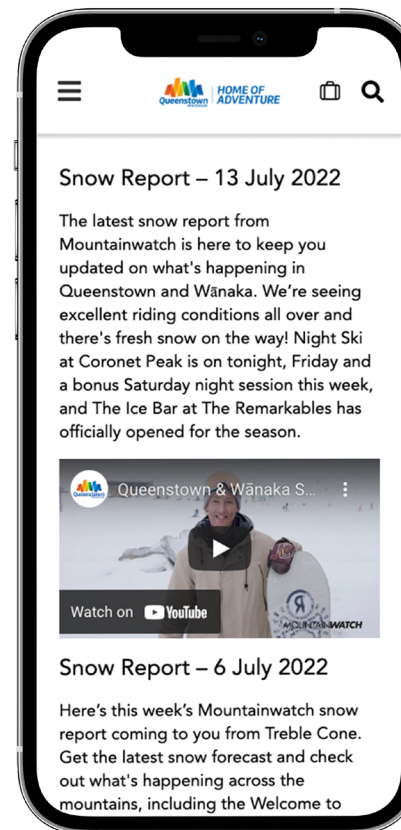 Queenstown
HOME OF
ADVENTURE
Snow Report – 13 July 2022
The latest snow report from
Mountainwatch is here to keep you
updated on what's happening in
Queenstown and Wānaka. We’re seeing
excellent riding conditions all over and
there's fresh snow on the way! Night Ski
at Coronet Peak is on tonight, Friday and
a bonus Saturday night session this week,
and The Ice Bar at The Remarkables has
officially opened for the season.
Queenstown
Queenstown & Wānaka S...
Watch on YouTube
MOUNTAINWATCH
Snow Report – 6 July 2022
Here’s this week’s Mountainwatch snow
report coming to you from Treble Cone.
Get the latest snow forecast and check
out what's happening across the
mountains, including the Welcome to